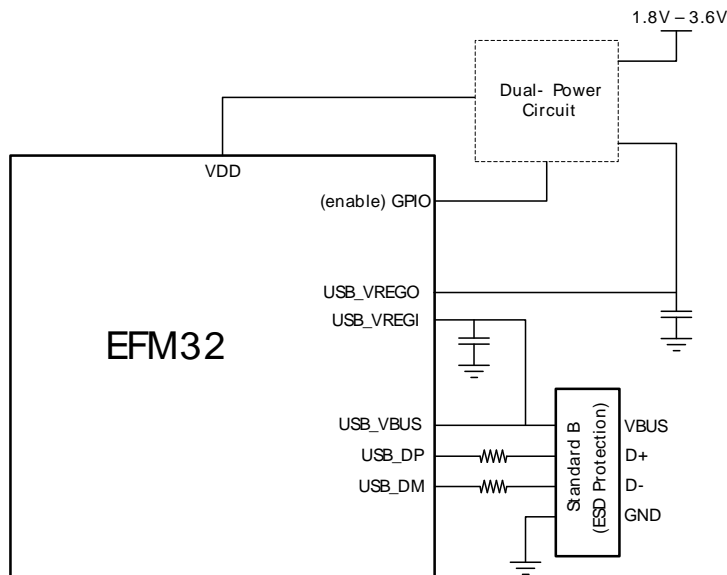 1.8V – 3.6V
Dual- Power
Circuit
VDD
(enable) GPIO
USB_VREGO
USB_VREGI
EFM32
USB_VBUS
USB_DP
USB_DM
Standard B
(ESD Protection)
VBUS
D+
D-
GND